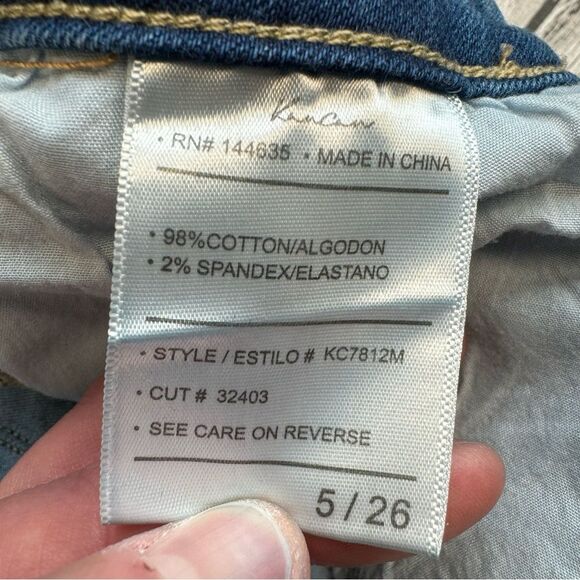 Kancan
• RN# 144635 • MADE IN CHINA
• 98%COTTON/ALGODON
• 2% SPANDEX/ELASTANO
• STYLE / ESTILO # KC7812M
• CUT # 32403
• SEE CARE ON REVERSE
5 / 26